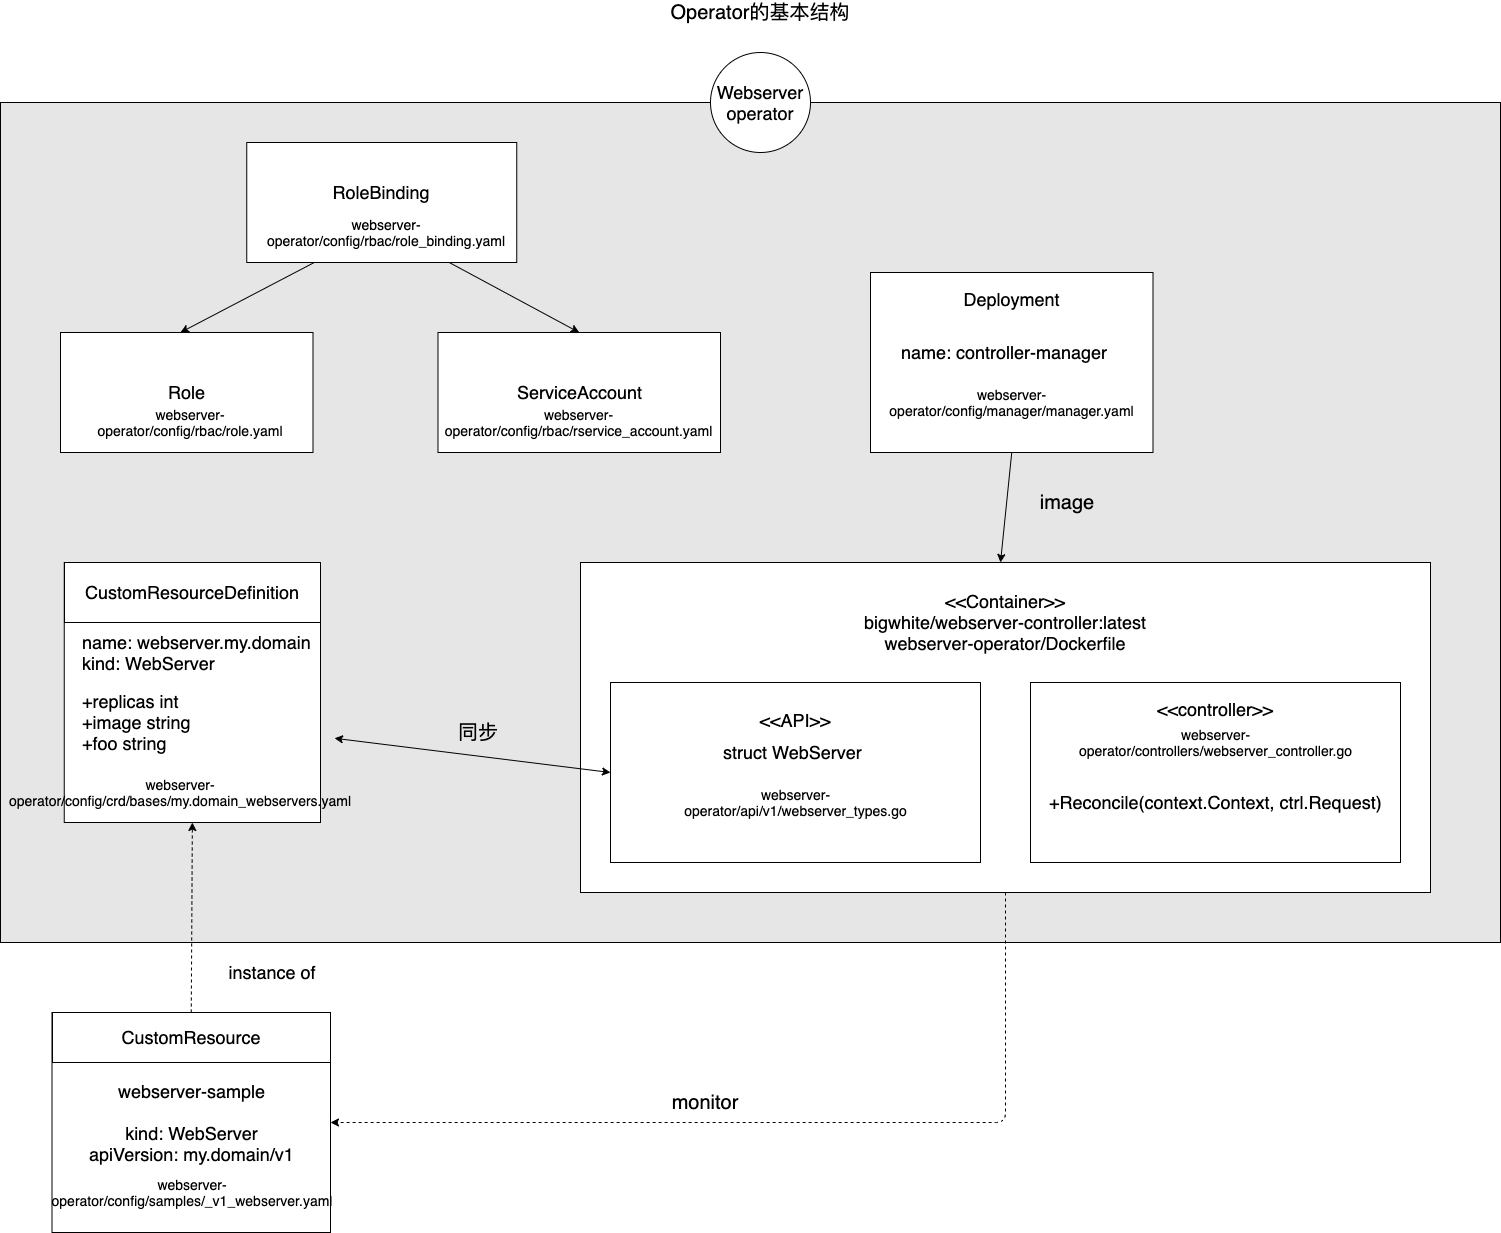 Operator的基本结构
Webserver
operator
RoleBinding
webserver-
operator/config/rbac/role_binding.yaml
Role
webserver-
operator/config/rbac/role.yaml
ServiceAccount
webserver-
operator/config/rbac/rservice_account.yaml
Deployment
name: controller-manager
webserver-
operator/config/manager/manager.yaml
image
CustomResourceDefinition
name: webserver.my.domain
kind: WebServer
+replicas int
+image string
+foo string
webserver-
operator/config/crd/bases/my.domain_webservers.yaml
同步
<<Container>>
bigwhite/webserver-controller:latest
webserver-operator/Dockerfile
<<API>>
struct WebServer
webserver-
operator/api/v1/webserver_types.go
<<controller>>
webserver-
operator/controllers/webserver_controller.go
+Reconcile(context.Context, ctrl.Request)
instance of
CustomResource
webserver-sample
kind: WebServer
apiVersion: my.domain/v1
webserver-
operator/config/samples/_v1_webserver.yaml
monitor